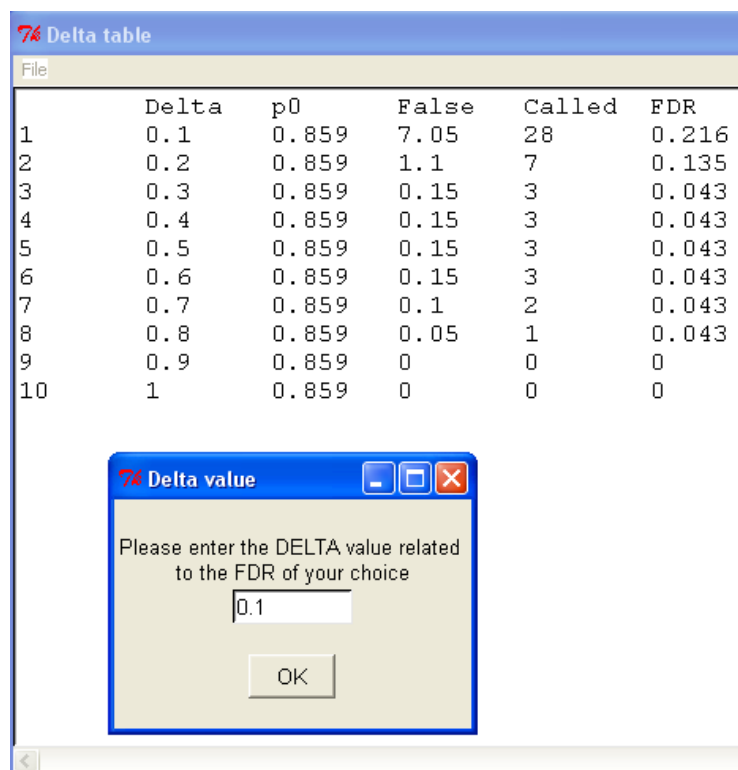 Delta table
File
Delta p0 False Called FDR
1 0.1 0.859 7.05 28 0.216
2 0.2 0.859 1.1 7 0.135
3 0.3 0.859 0.15 3 0.043
4 0.4 0.859 0.15 3 0.043
5 0.5 0.859 0.15 3 0.043
6 0.6 0.859 0.15 3 0.043
7 0.7 0.859 0.1 2 0.043
8 0.8 0.859 0.05 1 0.043
9 0.9 0.859 0 0 0
10 1 0.859 0 0 0
Delta value
Please enter the DELTA value related
to the FDR of your choice
0.1
OK